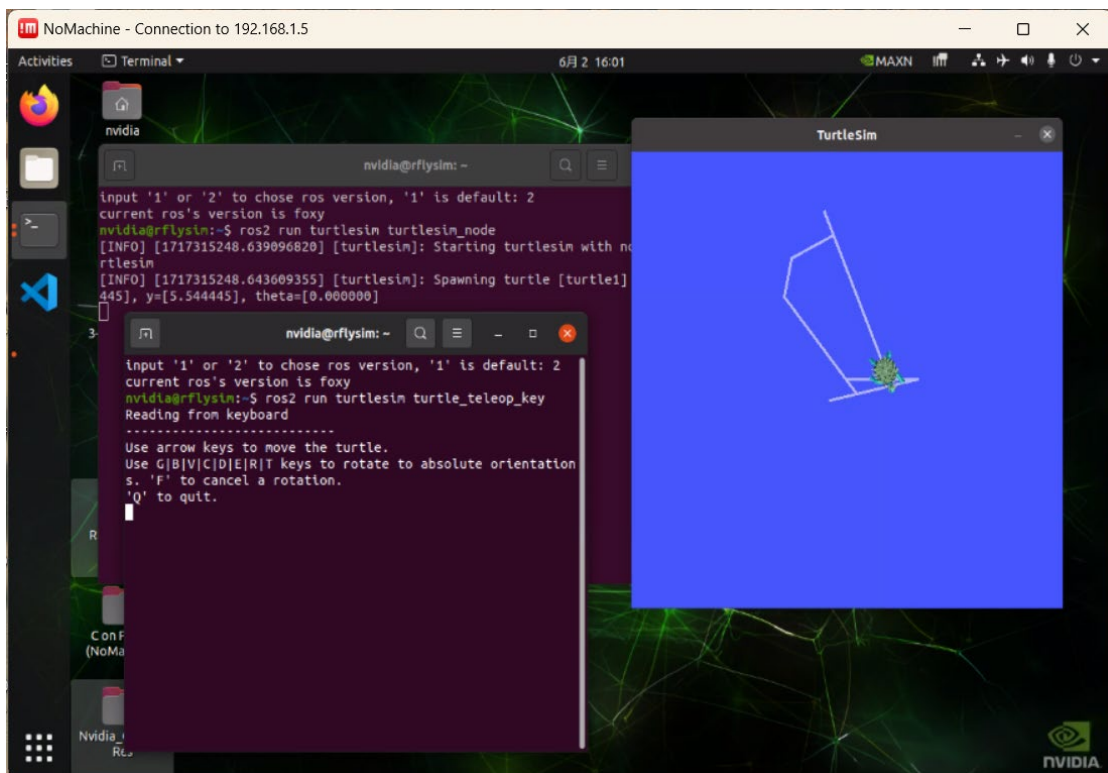 NoMachine - Connection to 192.168.1.5
Activities
Terminal
6月 2 16:01
MAXN
nvidia
nvidia@rflysim: ~
input '1' or '2' to chose ros version, '1' is default: 2
current ros's version is foxy
nvidia@rflysim:~$ ros2 run turtlesim turtlesim_node
[INFO] [1717315248.639096820] [turtlesim]: Starting turtlesim with
rtlesim
[INFO] [1717315248.643609355] [turtlesim]: Spawning turtle [turtle1]
445], y=[5.544445], theta=[0.000000]
nvidia@rflysim: ~
input '1' or '2' to chose ros version, '1' is default: 2
current ros's version is foxy
nvidia@rflysim:~$ ros2 run turtlesim turtle_teleop_key
Reading from keyboard
---------------------------
Use arrow keys to move the turtle.
Use G|B|V|C|D|E|R|T keys to rotate to absolute orientation
s. 'F' to cancel a rotation.
'Q' to quit.
TurtleSim
3-
R
Con
(NoMa
Nvidia_
Res
NVIDIA